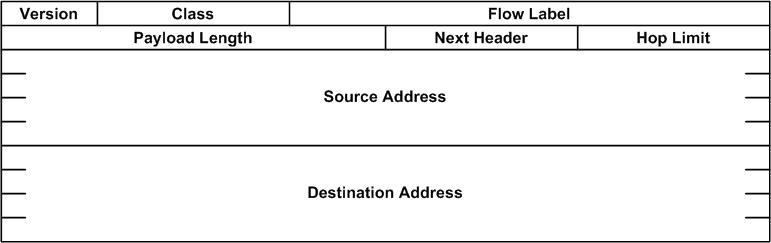 Version Class Flow Label
Payload Length Next Header Hop Limit
Source Address
Destination Address